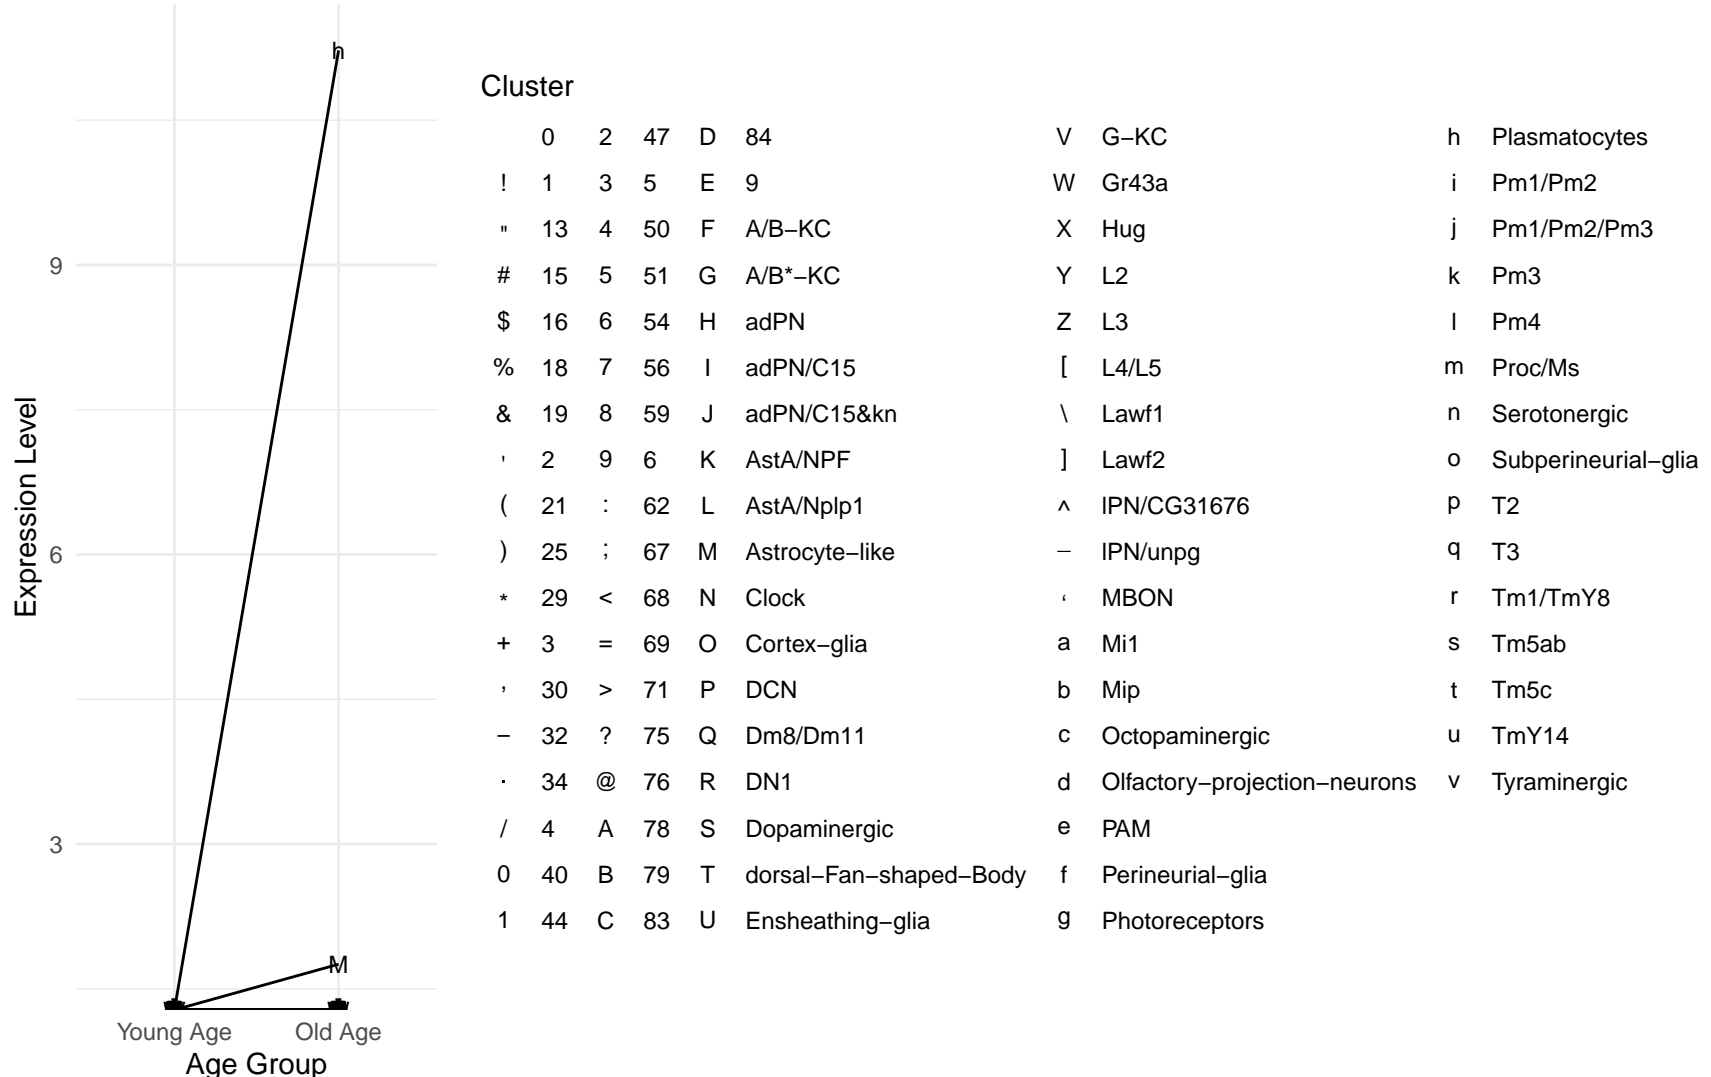 Cluster
0 2 47 D 84 V G−KC h Plasmatocytes
! 1 3 5 E 9 W Gr43a i Pm1/Pm2
" 13 4 50 F A/B−KC X Hug j Pm1/Pm2/Pm3
# 15 5 51 G A/B*−KC Y L2 k Pm3
$ 16 6 54 H adPN Z L3 l Pm4
% 18 7 56 I adPN/C15 [ L4/L5 m Proc/Ms
& 19 8 59 J adPN/C15&kn \ Lawf1 n Serotonergic
' 2 9 6 K AstA/NPF ] Lawf2 o Subperineurial−glia
( 21 : 62 L AstA/Nplp1 ^ lPN/CG31676 p T2
) 25 ; 67 M Astrocyte−like − lPN/unpg q T3
* 29 < 68 N Clock ‘ MBON r Tm1/TmY8
+ 3 = 69 O Cortex−glia a Mi1 s Tm5ab
, 30 > 71 P DCN b Mip t Tm5c
− 32 ? 75 Q Dm8/Dm11 c Octopaminergic u TmY14
. 34 @ 76 R DN1 d Olfactory−projection−neurons v Tyraminergic
/ 4 A 78 S Dopaminergic e PAM
0 40 B 79 T dorsal−Fan−shaped−Body f Perineurial−glia
1 44 C 83 U Ensheathing−glia g Photoreceptors
Expression Level
9
6
3
h
M
Young Age Old Age
Age Group